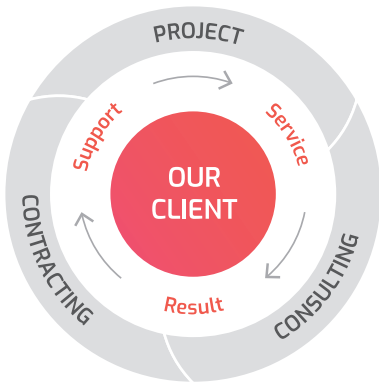 PROJECT
Support
Service
OUR
CLIENT
CONTRACTING
CONSULTING
Result